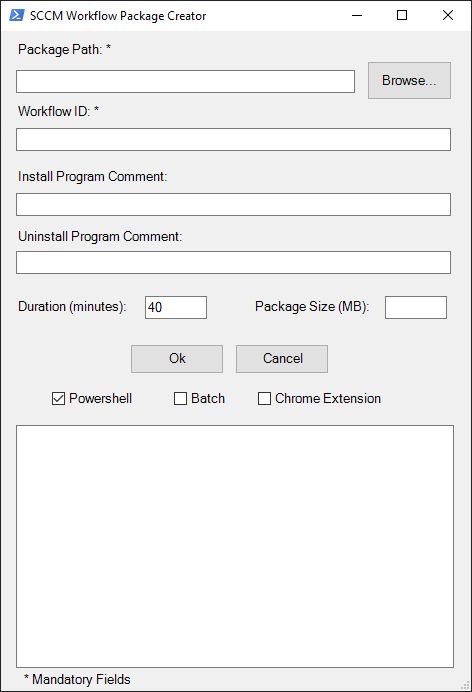 SCCM Workflow Package Creator
Package Path: *
Browse...
Workflow ID: *
Install Program Comment:
Uninstall Program Comment:
Duration (minutes): 40 Package Size (MB):
Ok Cancel
Powershell Batch Chrome Extension
* Mandatory Fields